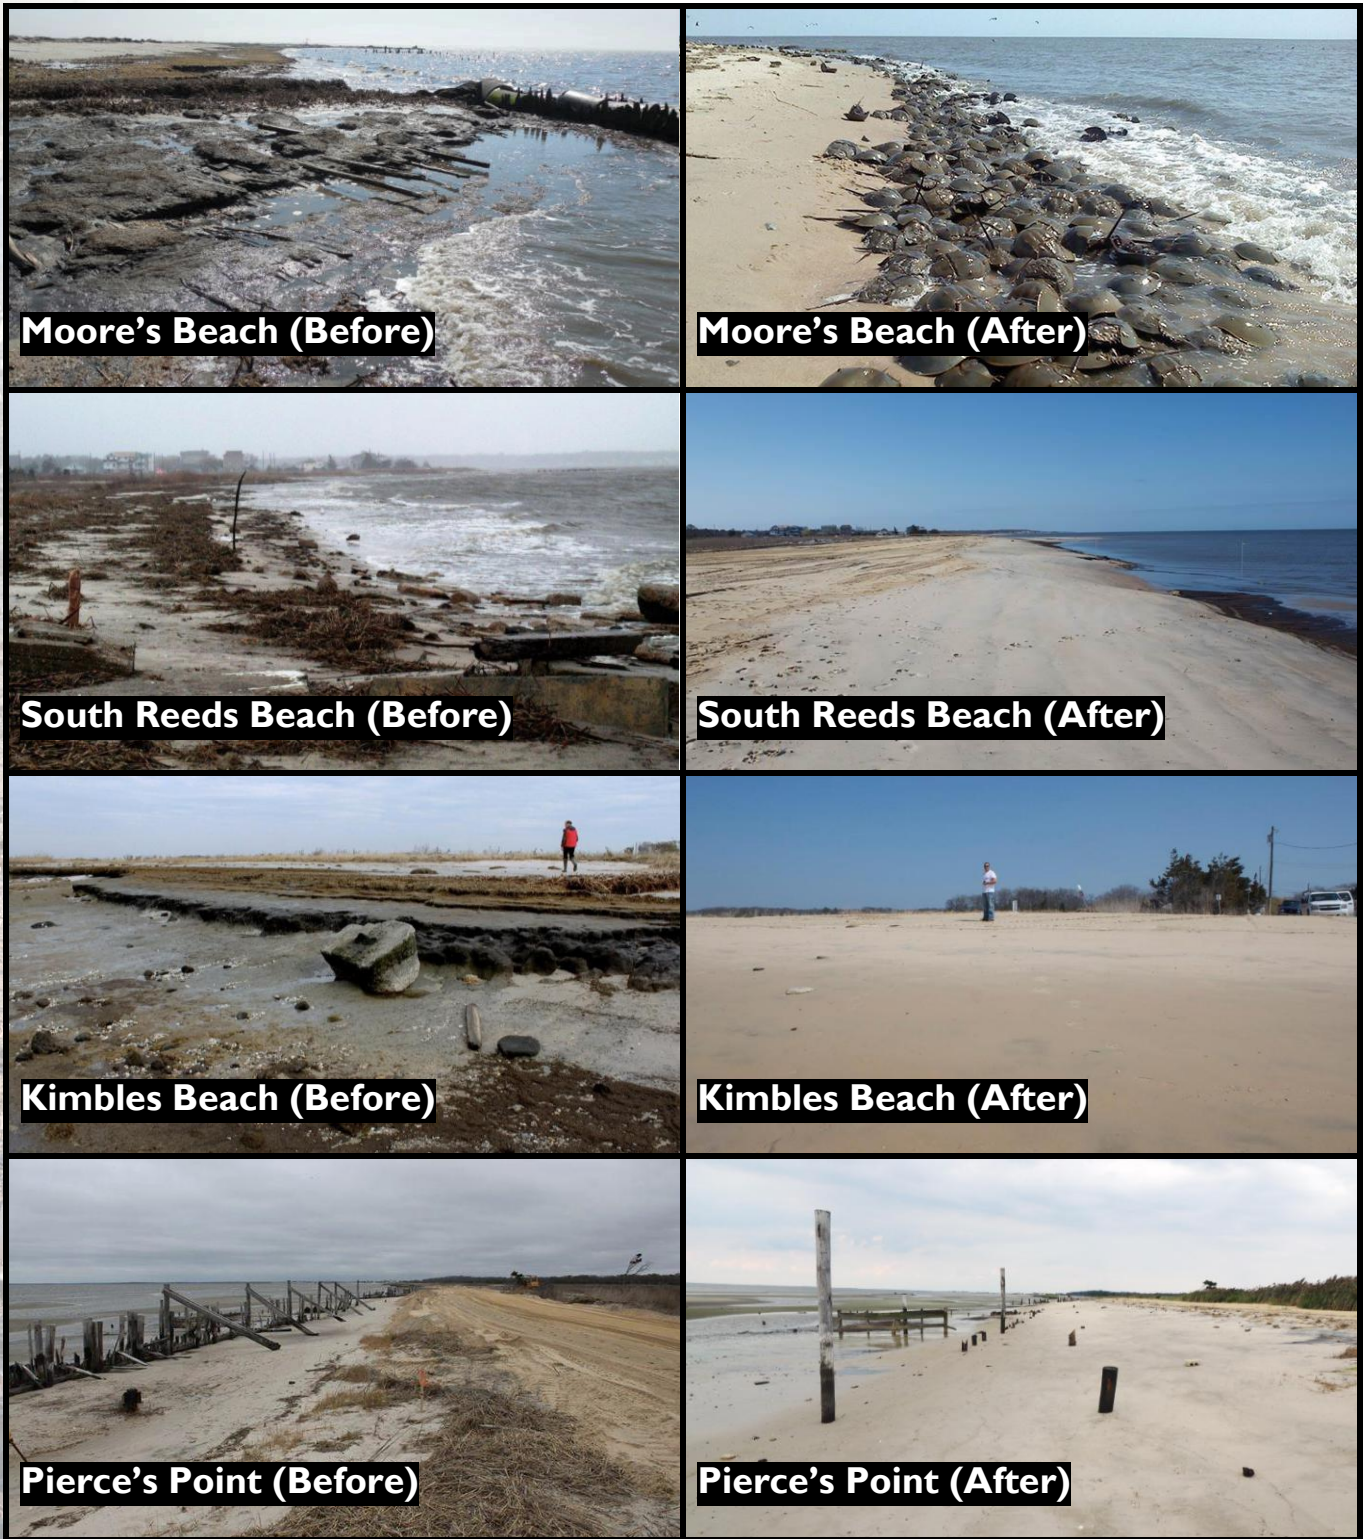 Moore's Beach (Before)
Moore's Beach (After)
South Reeds Beach (Before)
South Reeds Beach (After)
Kimbles Beach (Before)
Kimbles Beach (After)
Pierce's Point (Before)
Pierce's Point (After)